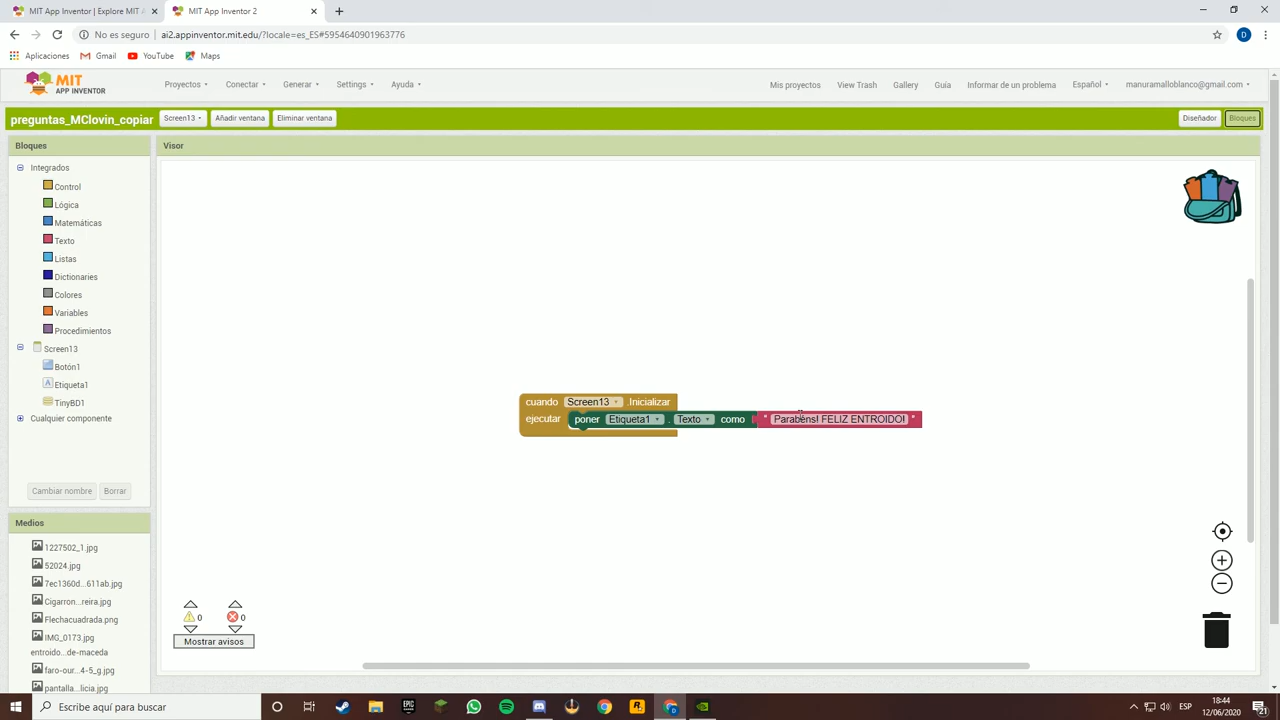 MIT App Inventor | Explore MIT A
MIT App Inventor 2
No es seguro | ai2.appinventor.mit.edu/?locale=es_ES#5954640901963776
D
Aplicaciones
Gmail
YouTube
Maps
MIT
APP INVENTOR
Proyectos
Conectar
Generar
Settings
Ayuda
Mis proyectos
View Trash
Gallery
Guía
Informar de un problema
Español
manuramalloblanco@gmail.com
preguntas_MClovin_copiar
Screen13
Añadir ventana
Eliminar ventana
Diseñador
Bloques
Bloques
Visor
Integrados
Control
Lógica
Matemáticas
Texto
Listas
Dictionaries
Colores
Variables
Procedimientos
Screen13
Botón1
A Etiqueta1
TinyBD1
Cualquier componente
Cambiar nombre
Borrar
Medios
1227502_1.jpg
52024.jpg
7ec1360d...611ab.jpg
Cigarron...reira.jpg
Flechacuadrada.png
IMG_0173.jpg
entroido...de-maceda
faro-our...4-5_g.jpg
pantalla...licia.jpg
cuando Screen13 .Inicializar
ejecutar poner Etiqueta1 . Texto como " Parabéns! FELIZ ENTROIDO! "
0
0
Mostrar avisos
Escribe aquí para buscar
EPIC
R
D
ESP
18:44
12/06/2020
21